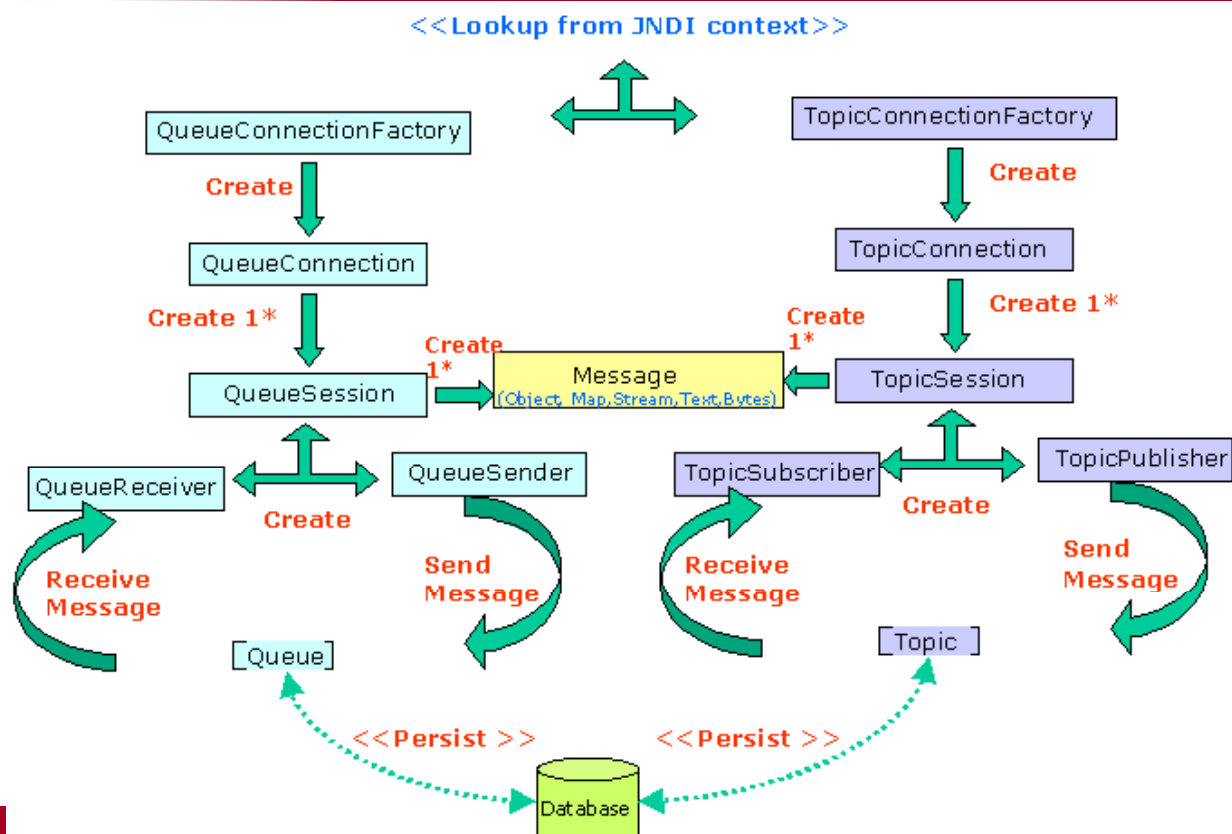 <<Lookup from JNDI context>>
QueueConnectionFactory
TopicConnectionFactory
Create
Create
QueueConnection
TopicConnection
Create 1*
Create 1*
Create
1*
Create
1*
Message
(Object, Map,Stream,Text,Bytes)
QueueSession
TopicSession
QueueReceiver
QueueSender
TopicSubscriber
TopicPublisher
Create
Create
Receive
Message
Send
Message
Receive
Message
Send
Message
[Queue]
[Topic]
<<Persist >>
<<Persist >>
Database